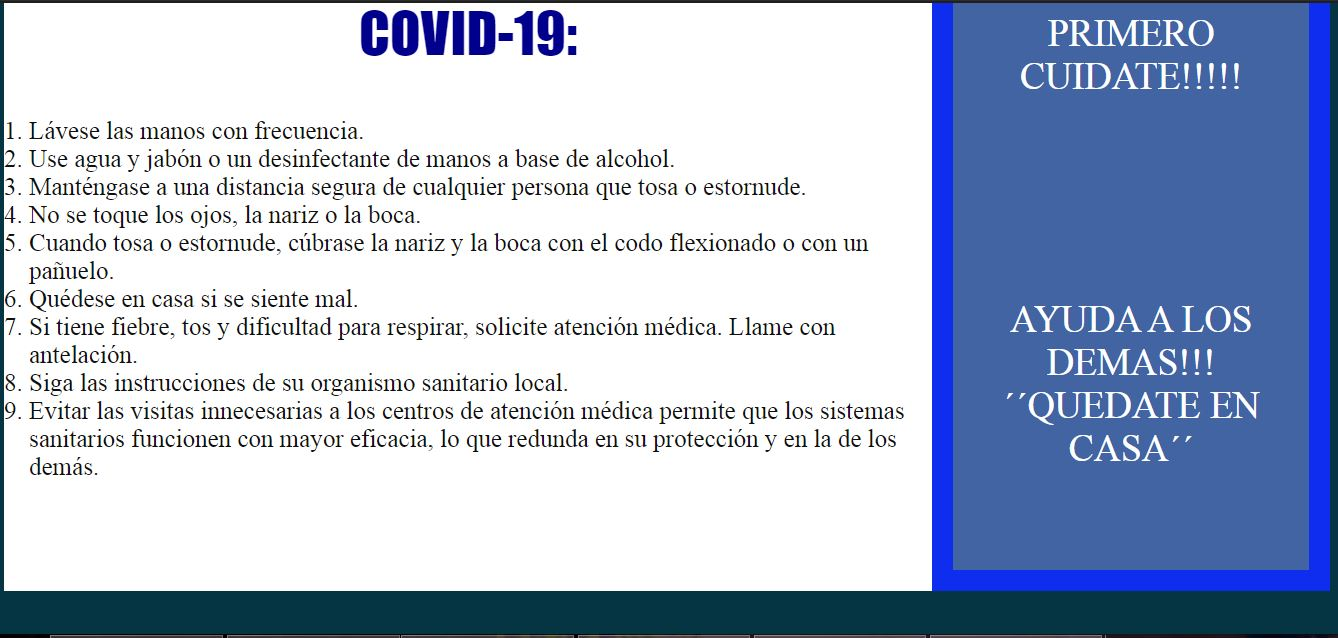 COVID-19:
1. Lávese las manos con frecuencia.
2. Use agua y jabón o un desinfectante de manos a base de alcohol.
3. Manténgase a una distancia segura de cualquier persona que tosa o estornude.
4. No se toque los ojos, la nariz o la boca.
5. Cuando tosa o estornude, cúbrase la nariz y la boca con el codo flexionado o con un
pañuelo.
6. Quédese en casa si se siente mal.
7. Si tiene fiebre, tos y dificultad para respirar, solicite atención médica. Llame con
antelación.
8. Siga las instrucciones de su organismo sanitario local.
9. Evitar las visitas innecesarias a los centros de atención médica permite que los sistemas
sanitarios funcionen con mayor eficacia, lo que redunda en su protección y en la de los
demás.
PRIMERO
CUIDATE!!!!!
AYUDA A LOS
DEMAS!!!
´´QUEDATE EN
CASA´´